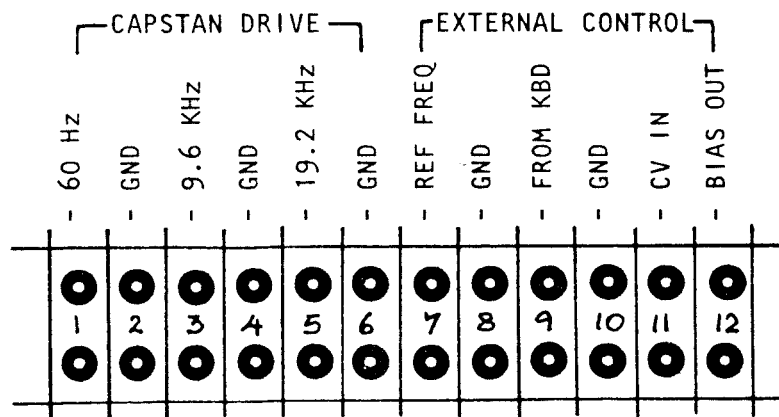 CAPSTAN DRIVE
EXTERNAL CONTROL
- 60 Hz
- GND
- 9.6 KHz
- GND
- 19.2 KHz
- GND
- REF FREQ
- GND
- FROM KBD
- GND
- CV IN
- BIAS OUT
1 2 3 4 5 6 7 8 9 10 11 12